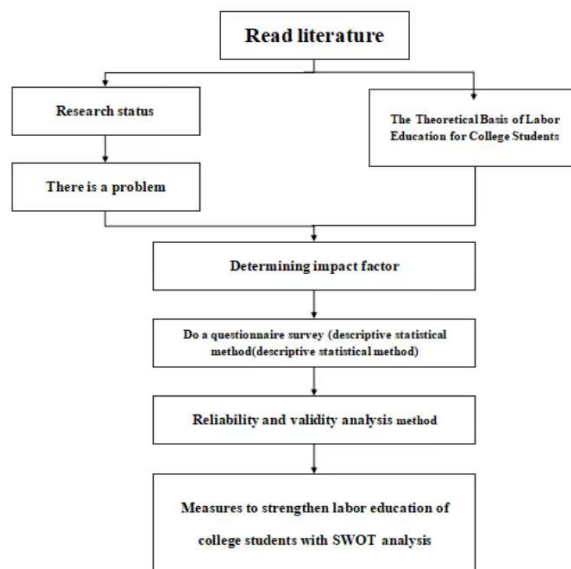 Read literature
Research status
The Theoretical Basis of Labor
Education for College Students
There is a problem
Determining impact factor
Do a questionnaire survey (descriptive statistical
method(descriptive statistical method)
Reliability and validity analysis method
Measures to strengthen labor education of
college students with SWOT analysis